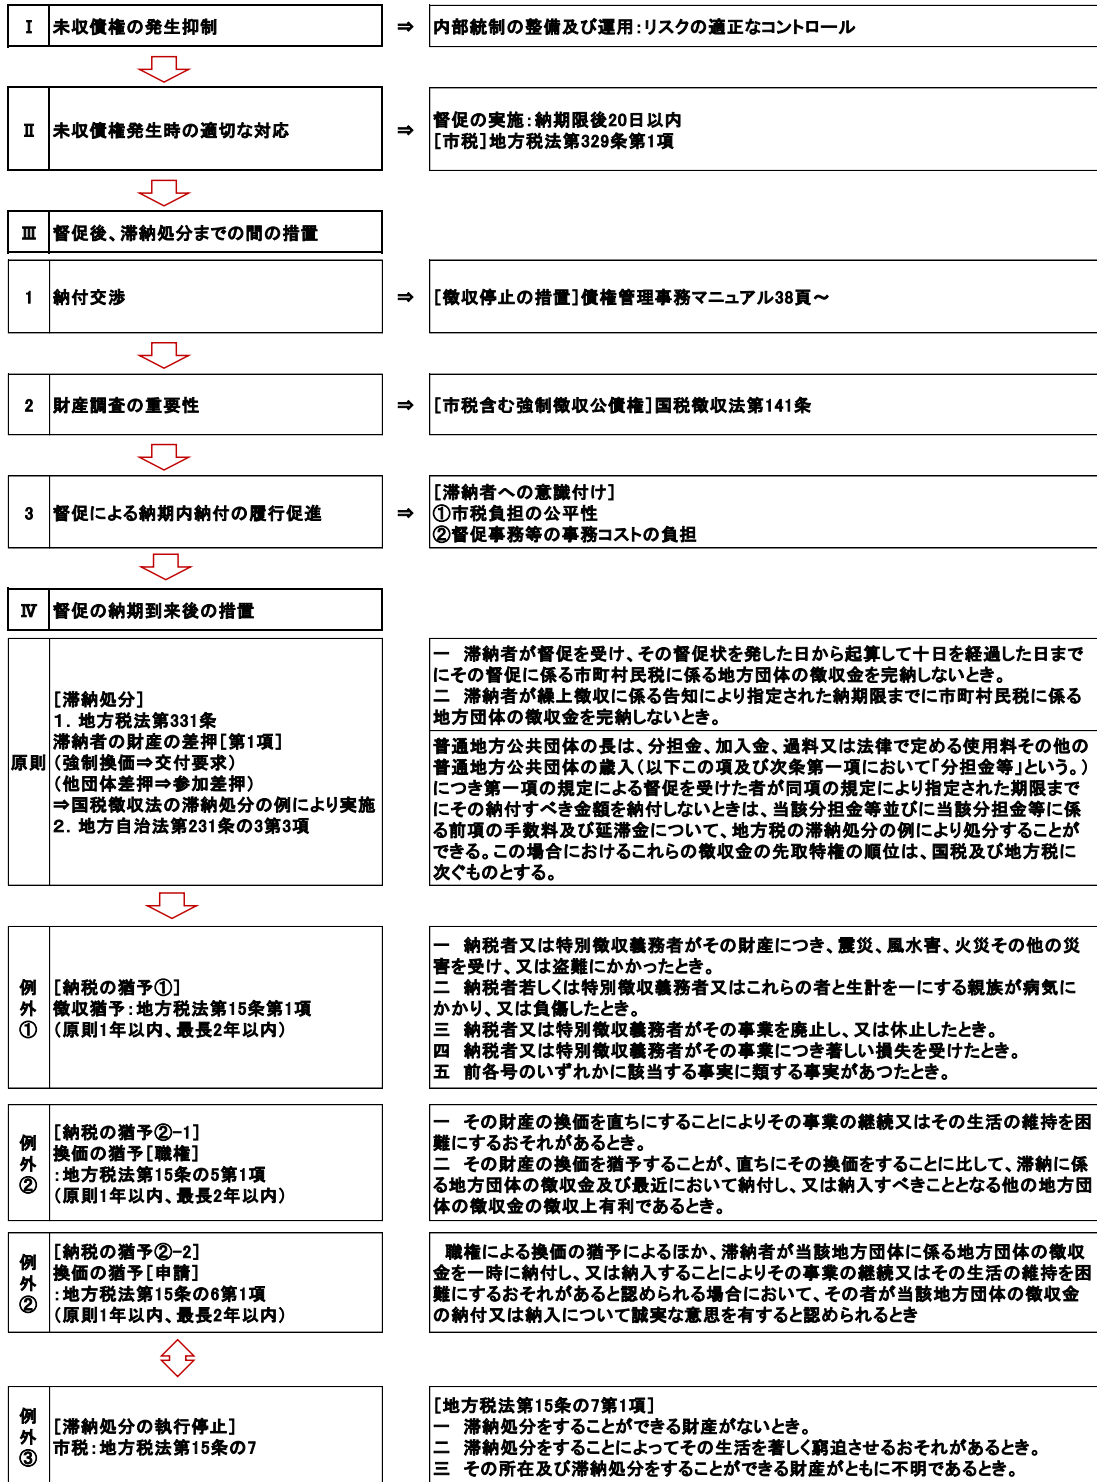 Ⅰ 未収債権の発生抑制 ⇒ 内部統制の整備及び運用：リスクの適正なコントロール
Ⅱ 未収債権発生時の適切な対応 ⇒ 督促の実施：納期限後20日以内
［市税］地方税法第329条第1項
Ⅲ 督促後、滞納処分までの間の措置
1 納付交渉 ⇒ ［徴収停止の措置］債権管理事務マニュアル38頁～
2 財産調査の重要性 ⇒ ［市税含む強制徴収公債権］国税徴収法第141条
3 督促による納期内納付の履行促進 ⇒ ［滞納者への意識付け］
①市税負担の公平性
②督促事務等の事務コストの負担
Ⅳ 督促の納期到来後の措置
原則
［滞納処分］
１．地方税法第331条
滞納者の財産の差押［第1項］
（強制換価⇒交付要求）
（他団体差押⇒参加差押）
⇒国税徴収法の滞納処分の例により実施
２．地方自治法第231条の3第3項
一　滞納者が督促を受け、その督促状を発した日から起算して十日を経過した日まで
にその督促に係る市町村民税に係る地方団体の徴収金を完納しないとき。
二　滞納者が繰上徴収に係る告知により指定された納期限までに市町村民税に係る
地方団体の徴収金を完納しないとき。
普通地方公共団体の長は、分担金、加入金、過料又は法律で定める使用料その他の
普通地方公共団体の歳入（以下この項及び次条第一項において「分担金等」という。）
につき第一項の規定による督促を受けた者が同項の規定により指定された期限まで
にその納付すべき金額を納付しないときは、当該分担金等並びに当該分担金等に係
る前項の手数料及び延滞金について、地方税の滞納処分の例により処分することが
できる。この場合におけるこれらの徴収金の先取特権の順位は、国税及び地方税に
次ぐものとする。
例外①
［納税の猶予①］
徴収猶予：地方税法第15条第1項
（原則1年以内、最長2年以内）
一　納税者又は特別徴収義務者がその財産につき、震災、風水害、火災その他の災
害を受け、又は盗難にかかったとき。
二　納税者若しくは特別徴収義務者又はこれらの者と生計を一にする親族が病気に
かかり、又は負傷したとき。
三　納税者又は特別徴収義務者がその事業を廃止し、又は休止したとき。
四　納税者又は特別徴収義務者がその事業につき著しい損失を受けたとき。
五　前各号のいずれかに該当する事実に類する事実があつたとき。
例外②
［納税の猶予②-1］
換価の猶予［職権］
：地方税法第15条の5第1項
（原則1年以内、最長2年以内）
一　その財産の換価を直ちにすることによりその事業の継続又はその生活の維持を困
難にするおそれがあるとき。
二　その財産の換価を猶予することが、直ちにその換価をすることに比して、滞納に係
る地方団体の徴収金及び最近において納付し、又は納入すべきこととなる他の地方団
体の徴収金の徴収上有利であるとき。
例外②
［納税の猶予②-2］
換価の猶予［申請］
：地方税法第15条の6第1項
（原則1年以内、最長2年以内）
職権による換価の猶予によるほか、滞納者が当該地方団体に係る地方団体の徴収
金を一時に納付し、又は納入することによりその事業の継続又はその生活の維持を困
難にするおそれがあると認められる場合において、その者が当該地方団体の徴収金
の納付又は納入について誠実な意思を有すると認められるとき
例外③
［滞納処分の執行停止］
市税：地方税法第15条の7
［地方税法第15条の7第1項］
一　滞納処分をすることができる財産がないとき。
二　滞納処分をすることによってその生活を著しく窮迫させるおそれがあるとき。
三　その所在及び滞納処分をすることができる財産がともに不明であるとき。